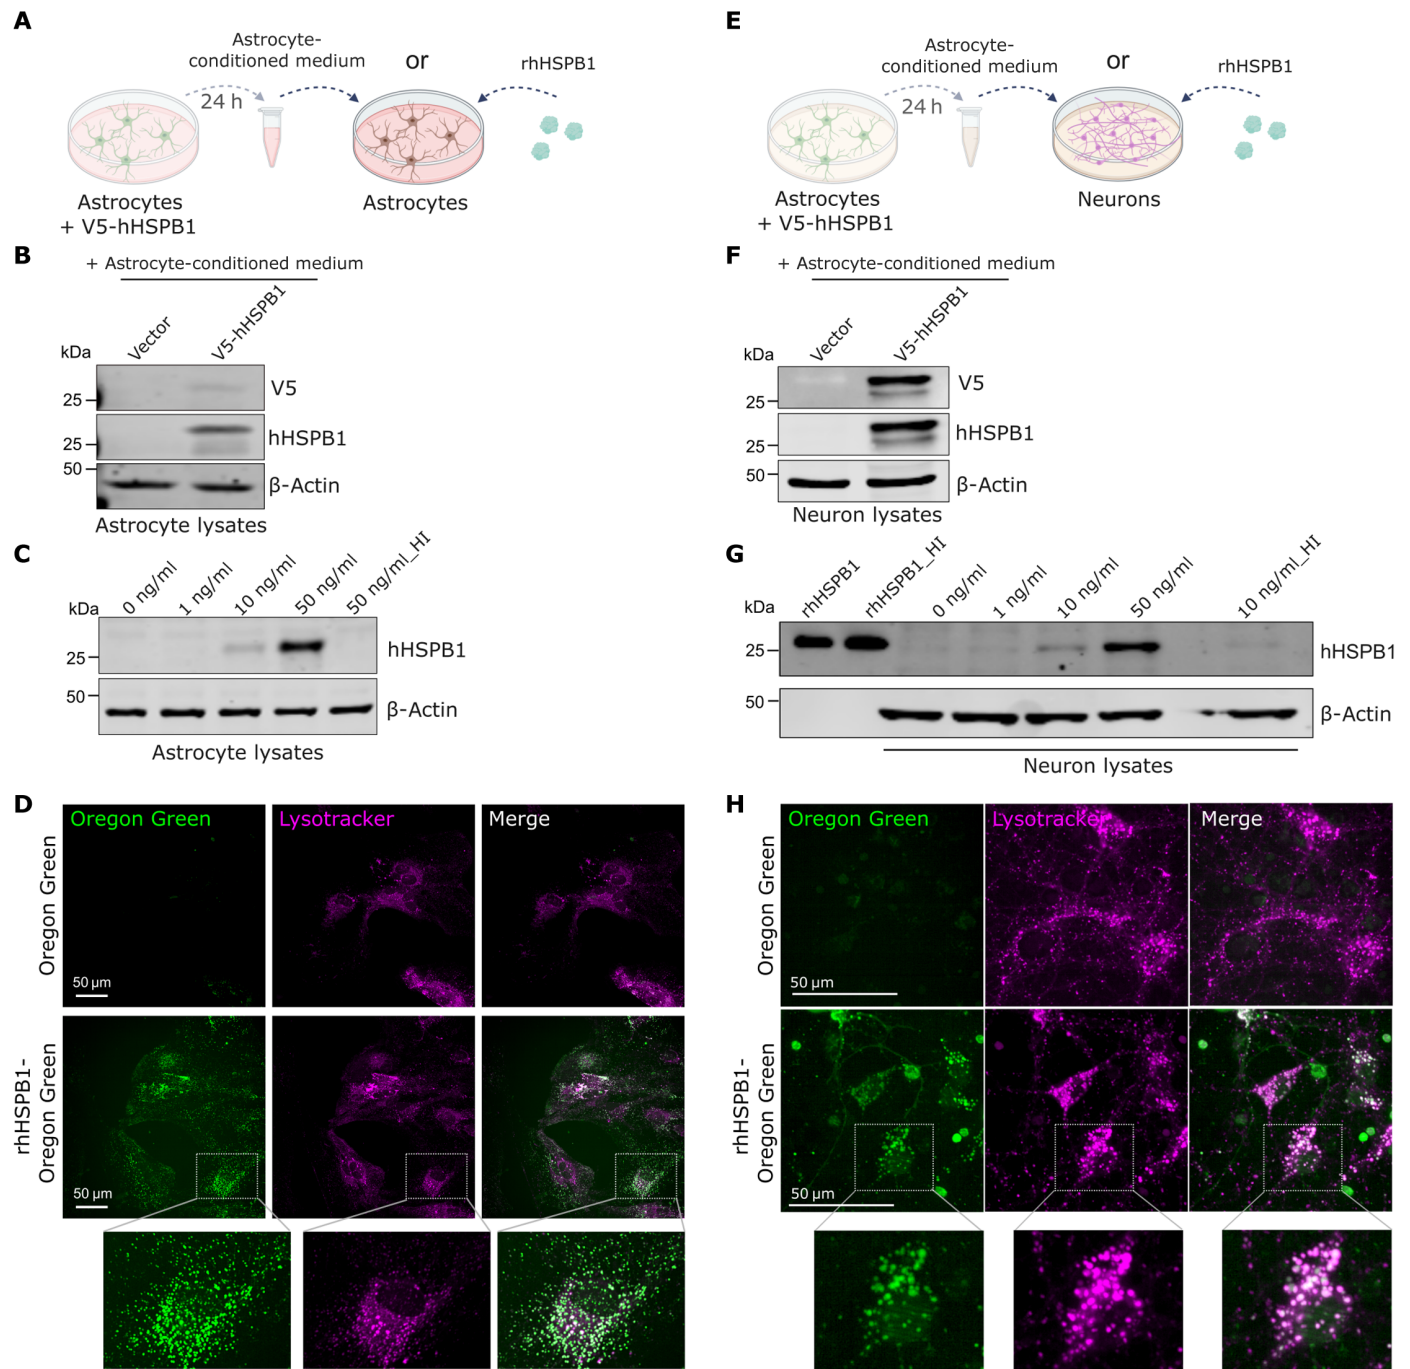 A
Astrocyte-
conditioned medium
or
rhHSPB1
24 h
Astrocytes
+ V5-hHSPB1
Astrocytes
B
+ Astrocyte-conditioned medium
Vector
V5-hHSPB1
kDa
V5
25
hHSPB1
25
50
β-Actin
Astrocyte lysates
C
0 ng/ml
1 ng/ml
10 ng/ml
50 ng/ml
50 ng/ml_HI
kDa
hHSPB1
25
50
β-Actin
Astrocyte lysates
D
Oregon Green
Lysotracker
Merge
Oregon Green
50 µm
rhHSPB1-
Oregon Green
50 µm
E
Astrocyte-
conditioned medium
or
rhHSPB1
24 h
Astrocytes
+ V5-hHSPB1
Neurons
F
+ Astrocyte-conditioned medium
Vector
V5-hHSPB1
kDa
V5
25
hHSPB1
25
50
β-Actin
Neuron lysates
G
rhHSPB1
rhHSPB1_HI
0 ng/ml
1 ng/ml
10 ng/ml
50 ng/ml
10 ng/ml_HI
kDa
25
hHSPB1
50
β-Actin
Neuron lysates
H
Oregon Green
Lysotracker
Merge
Oregon Green
50 µm
rhHSPB1-
Oregon Green
50 µm